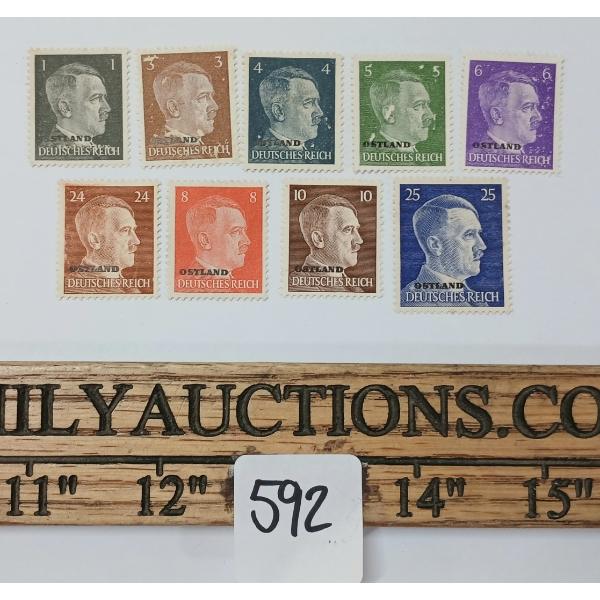 1 1
OSTLAND
DEUTSCHES REICH
3 3
OSTLAND
DEUTSCHES REICH
4 4
OSTLAND
DEUTSCHES REICH
5 5
OSTLAND
DEUTSCHES REICH
6 6
OSTLAND
DEUTSCHES REICH
24 24
OSTLAND
DEUTSCHES REICH
8 8
OSTLAND
DEUTSCHES REICH
10 10
OSTLAND
DEUTSCHES REICH
25 25
OSTLAND
DEUTSCHES REICH
ILYAUCTIONS.CO
11" 12" 14" 15"
592